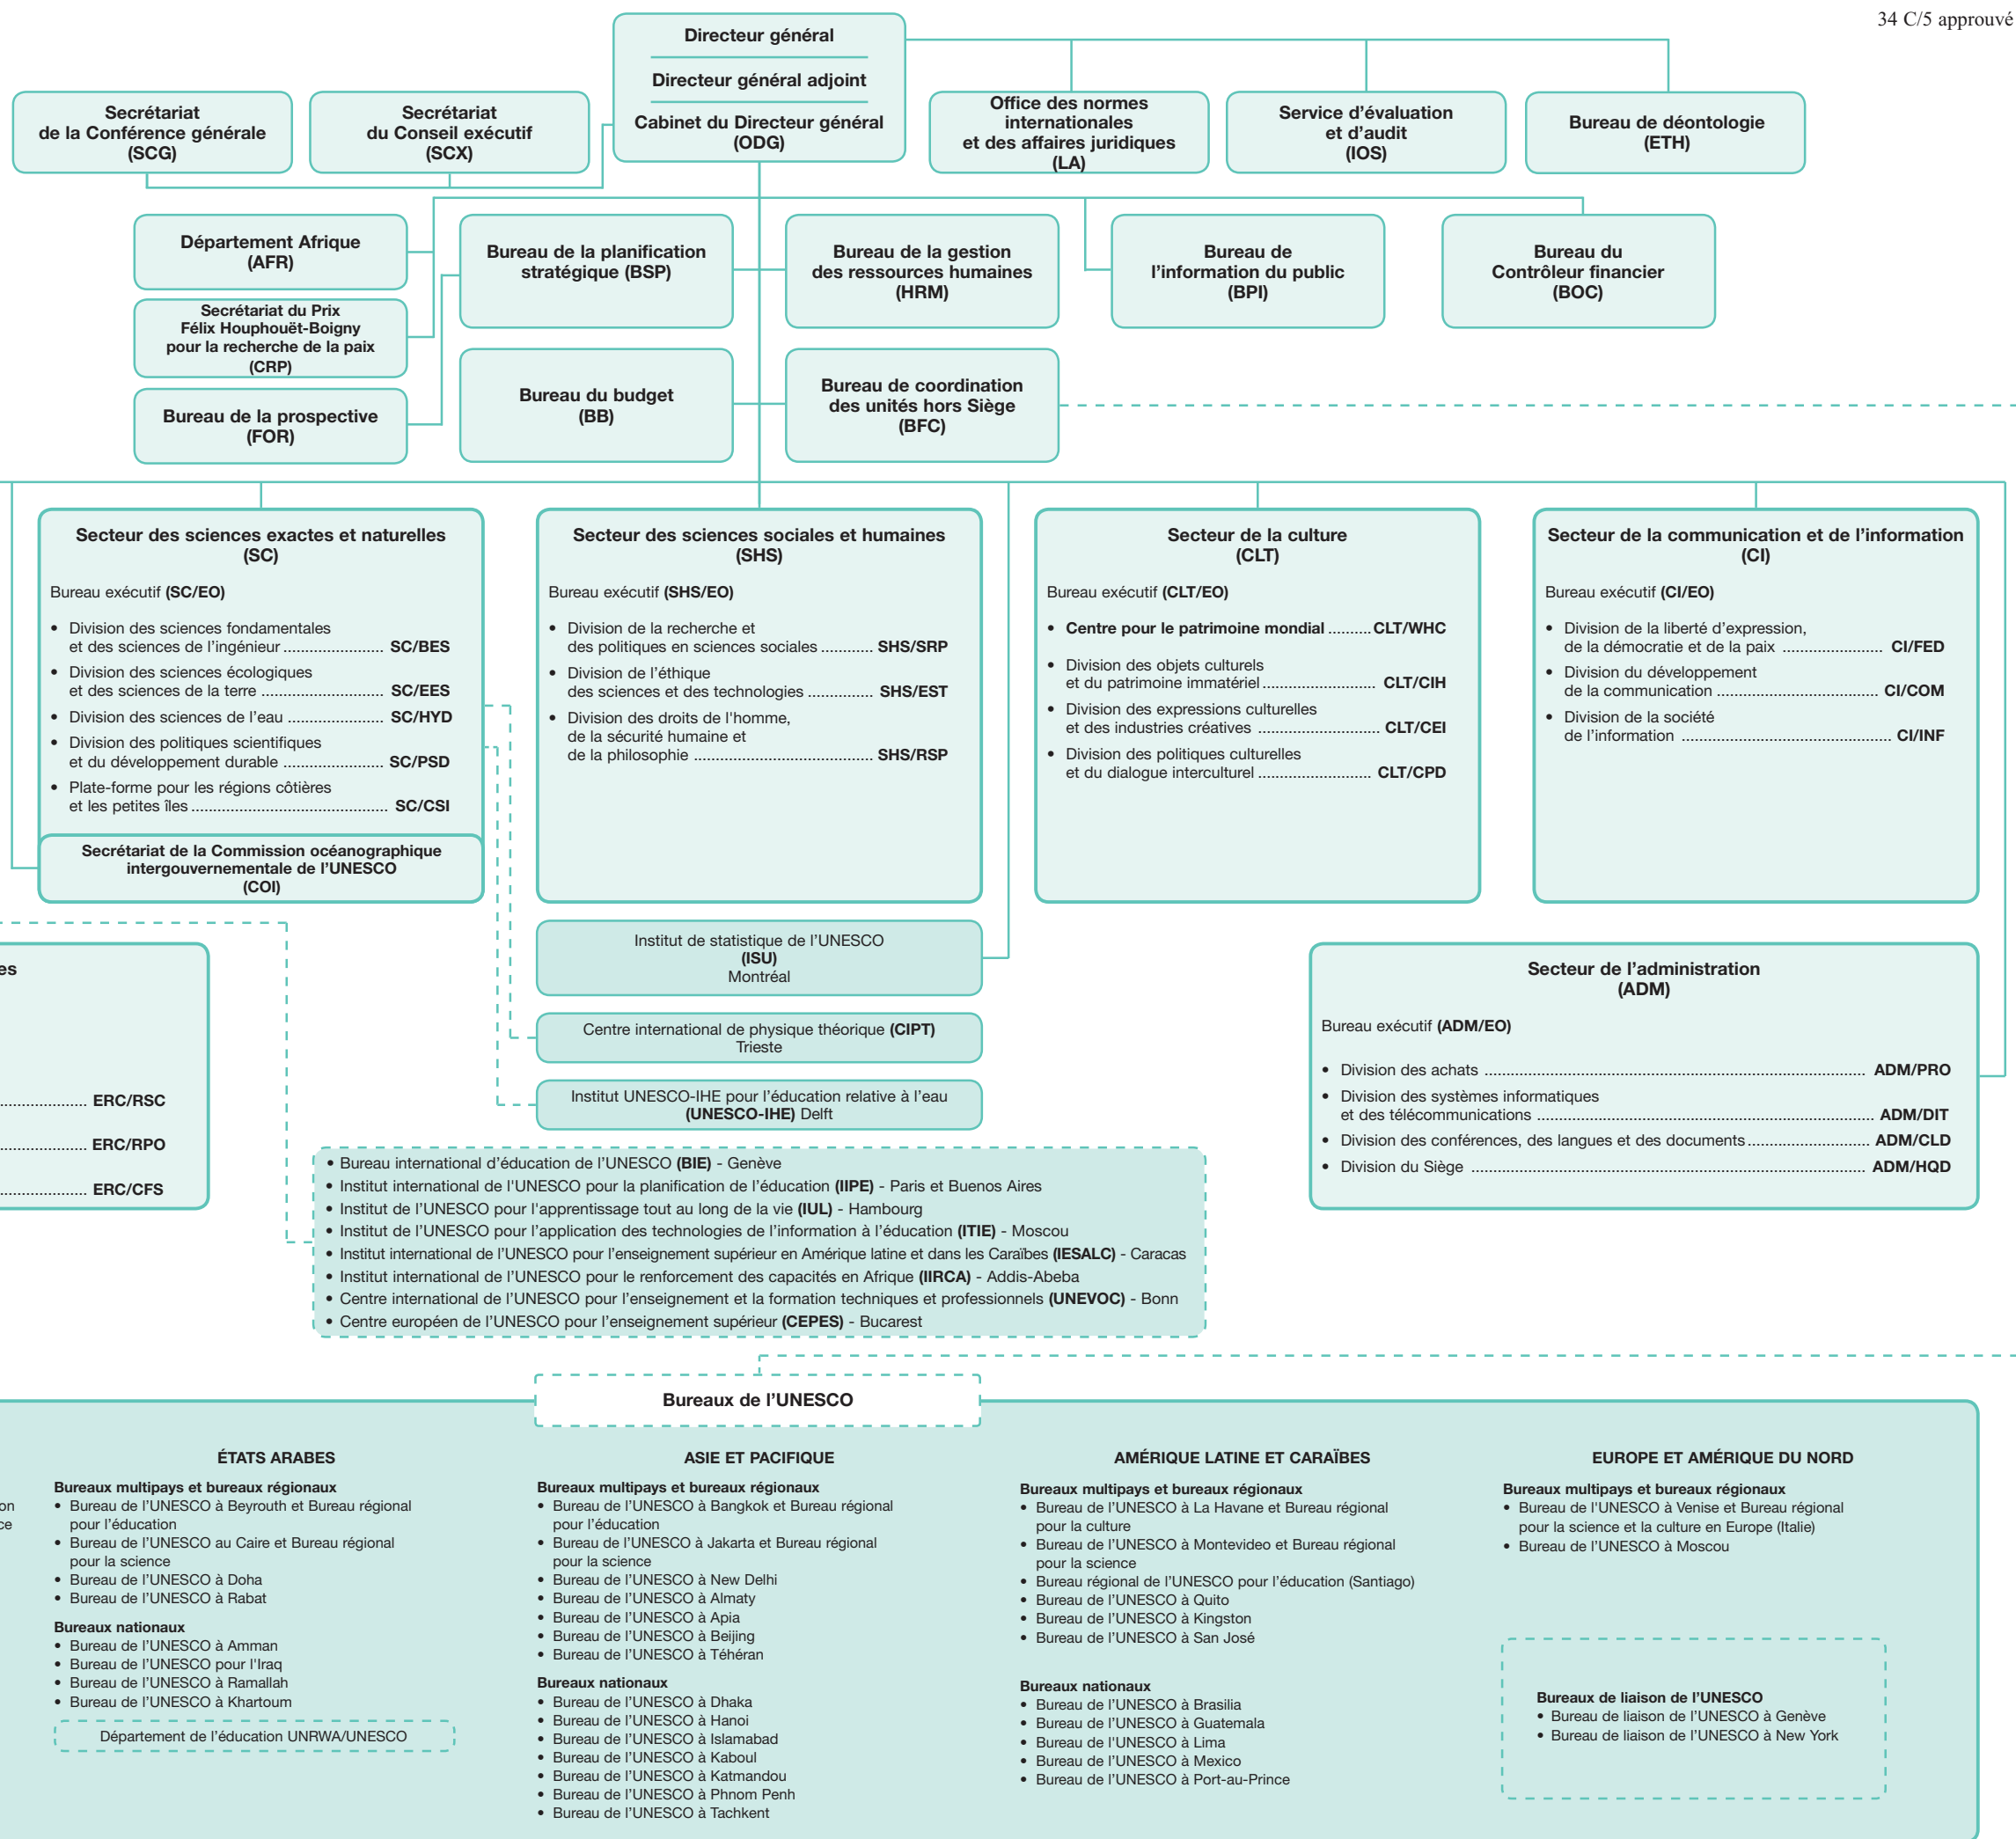 34 C/5 approuvé
Directeur général
Directeur général adjoint
Cabinet du Directeur général
(ODG)
Secrétariat
de la Conférence générale
(SCG)
Secrétariat
du Conseil exécutif
(SCX)
Office des normes
internationales
et des affaires juridiques
(LA)
Service d'évaluation
et d'audit
(IOS)
Bureau de déontologie
(ETH)
Département Afrique
(AFR)
Secrétariat du Prix
Félix Houphouët-Boigny
pour la recherche de la paix
(CRP)
Bureau de la prospective
(FOR)
Bureau de la planification
stratégique (BSP)
Bureau du budget
(BB)
Bureau de la gestion
des ressources humaines
(HRM)
Bureau de coordination
des unités hors Siège
(BFC)
Bureau de
l'information du public
(BPI)
Bureau du
Contrôleur financier
(BOC)
Secteur des sciences exactes et naturelles
(SC)
Bureau exécutif (SC/EO)
• Division des sciences fondamentales
et des sciences de l'ingénieur ...................... SC/BES
• Division des sciences écologiques
et des sciences de la terre ............................ SC/EES
• Division des sciences de l'eau ...................... SC/HYD
• Division des politiques scientifiques
et du développement durable ....................... SC/PSD
• Plate-forme pour les régions côtières
et les petites îles ............................................. SC/CSI
Secrétariat de la Commission océanographique
intergouvernementale de l'UNESCO
(COI)
Secteur des sciences sociales et humaines
(SHS)
Bureau exécutif (SHS/EO)
• Division de la recherche et
des politiques en sciences sociales ............ SHS/SRP
• Division de l'éthique
des sciences et des technologies ............... SHS/EST
• Division des droits de l'homme,
de la sécurité humaine et
de la philosophie ......................................... SHS/RSP
Secteur de la culture
(CLT)
Bureau exécutif (CLT/EO)
• Centre pour le patrimoine mondial .......... CLT/WHC
• Division des objets culturels
et du patrimoine immatériel .......................... CLT/CIH
• Division des expressions culturelles
et des industries créatives ............................ CLT/CEI
• Division des politiques culturelles
et du dialogue interculturel .......................... CLT/CPD
Secteur de la communication et de l'information
(CI)
Bureau exécutif (CI/EO)
• Division de la liberté d'expression,
de la démocratie et de la paix ....................... CI/FED
• Division du développement
de la communication ..................................... CI/COM
• Division de la société
de l'information ................................................ CI/INF
Institut de statistique de l'UNESCO
(ISU)
Montréal
Centre international de physique théorique (CIPT)
Trieste
Institut UNESCO-IHE pour l'éducation relative à l'eau
(UNESCO-IHE) Delft
es
.................... ERC/RSC
.................... ERC/RPO
.................... ERC/CFS
Secteur de l'administration
(ADM)
Bureau exécutif (ADM/EO)
• Division des achats ........................................................................................ ADM/PRO
• Division des systèmes informatiques
et des télécommunications .............................................................................. ADM/DIT
• Division des conférences, des langues et des documents ............................ ADM/CLD
• Division du Siège ........................................................................................... ADM/HQD
• Bureau international d'éducation de l'UNESCO (BIE) - Genève
• Institut international de l'UNESCO pour la planification de l'éducation (IIPE) - Paris et Buenos Aires
• Institut de l'UNESCO pour l'apprentissage tout au long de la vie (IUL) - Hambourg
• Institut de l'UNESCO pour l'application des technologies de l'information à l'éducation (ITIE) - Moscou
• Institut international de l'UNESCO pour l'enseignement supérieur en Amérique latine et dans les Caraïbes (IESALC) - Caracas
• Institut international de l'UNESCO pour le renforcement des capacités en Afrique (IIRCA) - Addis-Abeba
• Centre international de l'UNESCO pour l'enseignement et la formation techniques et professionnels (UNEVOC) - Bonn
• Centre européen de l'UNESCO pour l'enseignement supérieur (CEPES) - Bucarest
Bureaux de l'UNESCO
on
ce
ÉTATS ARABES
Bureaux multipays et bureaux régionaux
• Bureau de l'UNESCO à Beyrouth et Bureau régional
pour l'éducation
• Bureau de l'UNESCO au Caire et Bureau régional
pour la science
• Bureau de l'UNESCO à Doha
• Bureau de l'UNESCO à Rabat
Bureaux nationaux
• Bureau de l'UNESCO à Amman
• Bureau de l'UNESCO pour l'Iraq
• Bureau de l'UNESCO à Ramallah
• Bureau de l'UNESCO à Khartoum
Département de l'éducation UNRWA/UNESCO
ASIE ET PACIFIQUE
Bureaux multipays et bureaux régionaux
• Bureau de l'UNESCO à Bangkok et Bureau régional
pour l'éducation
• Bureau de l'UNESCO à Jakarta et Bureau régional
pour la science
• Bureau de l'UNESCO à New Delhi
• Bureau de l'UNESCO à Almaty
• Bureau de l'UNESCO à Apia
• Bureau de l'UNESCO à Beijing
• Bureau de l'UNESCO à Téhéran
Bureaux nationaux
• Bureau de l'UNESCO à Dhaka
• Bureau de l'UNESCO à Hanoi
• Bureau de l'UNESCO à Islamabad
• Bureau de l'UNESCO à Kaboul
• Bureau de l'UNESCO à Katmandou
• Bureau de l'UNESCO à Phnom Penh
• Bureau de l'UNESCO à Tachkent
AMÉRIQUE LATINE ET CARAÏBES
Bureaux multipays et bureaux régionaux
• Bureau de l'UNESCO à La Havane et Bureau régional
pour la culture
• Bureau de l'UNESCO à Montevideo et Bureau régional
pour la science
• Bureau régional de l'UNESCO pour l'éducation (Santiago)
• Bureau de l'UNESCO à Quito
• Bureau de l'UNESCO à Kingston
• Bureau de l'UNESCO à San José
Bureaux nationaux
• Bureau de l'UNESCO à Brasilia
• Bureau de l'UNESCO à Guatemala
• Bureau de l'UNESCO à Lima
• Bureau de l'UNESCO à Mexico
• Bureau de l'UNESCO à Port-au-Prince
EUROPE ET AMÉRIQUE DU NORD
Bureaux multipays et bureaux régionaux
• Bureau de l'UNESCO à Venise et Bureau régional
pour la science et la culture en Europe (Italie)
• Bureau de l'UNESCO à Moscou
Bureaux de liaison de l'UNESCO
• Bureau de liaison de l'UNESCO à Genève
• Bureau de liaison de l'UNESCO à New York